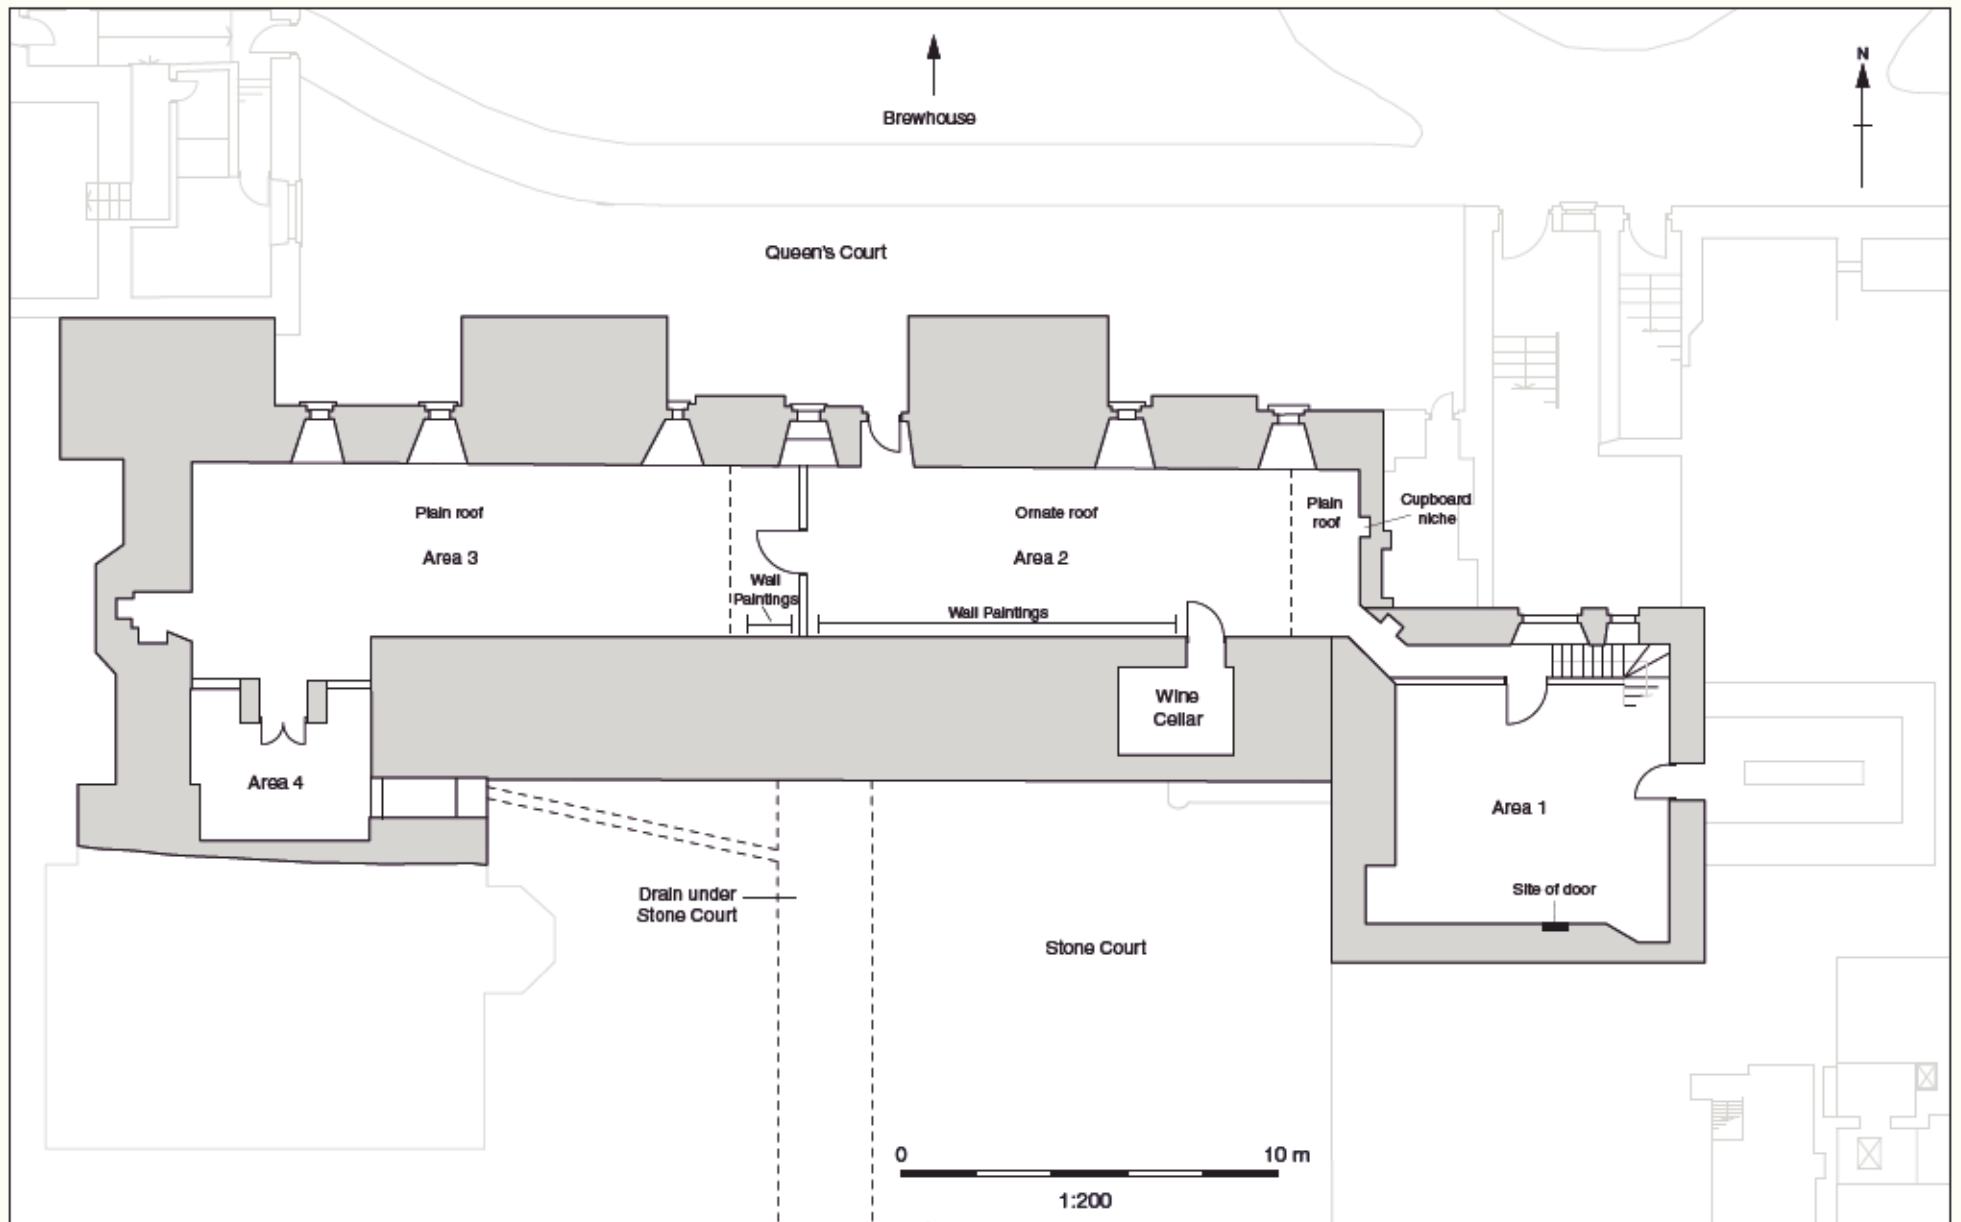 N
Brewhouse
Queen's Court
Plain roof
Ornate roof
Plain
roof
Cupboard
niche
Area 3
Area 2
Wall
Paintings
Wall Paintings
Wine
Cellar
Area 4
Area 1
Site of door
Drain under
Stone Court
Stone Court
0
10 m
1:200